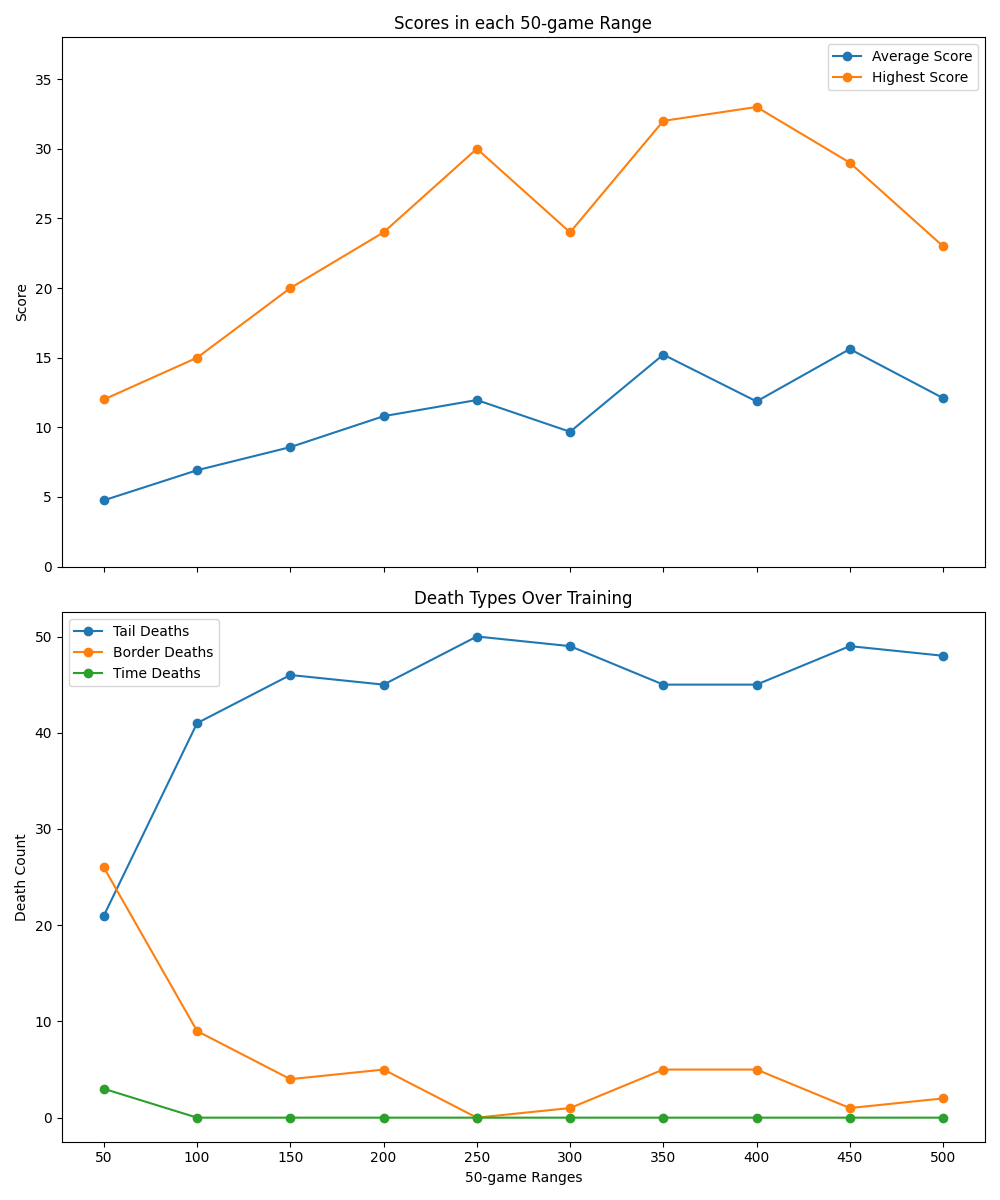 Scores in each 50-game Range
Average Score
Highest Score
35
30
25
20
15
10
5
0
Score
Death Types Over Training
Tail Deaths
Border Deaths
Time Deaths
50
40
30
20
10
0
Death Count
50 100 150 200 250 300 350 400 450 500
50-game Ranges